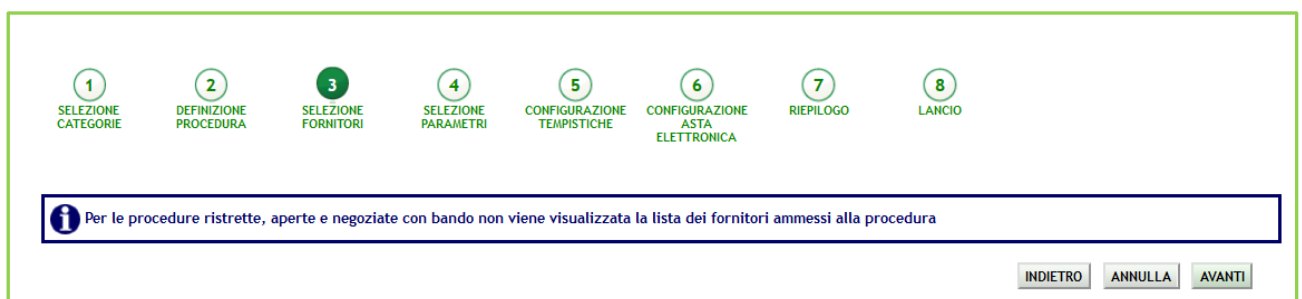 1 2 3 4 5 6 7 8
SELEZIONE DEFINIZIONE SELEZIONE SELEZIONE CONFIGURAZIONE CONFIGURAZIONE RIEPILOGO LANCIO
CATEGORIE PROCEDURA FORNITORI PARAMETRI TEMPISTICHE ASTA
ELETTRONICA
i Per le procedure ristrette, aperte e negoziate con bando non viene visualizzata la lista dei fornitori ammessi alla procedura
INDIETRO ANNULLA AVANTI